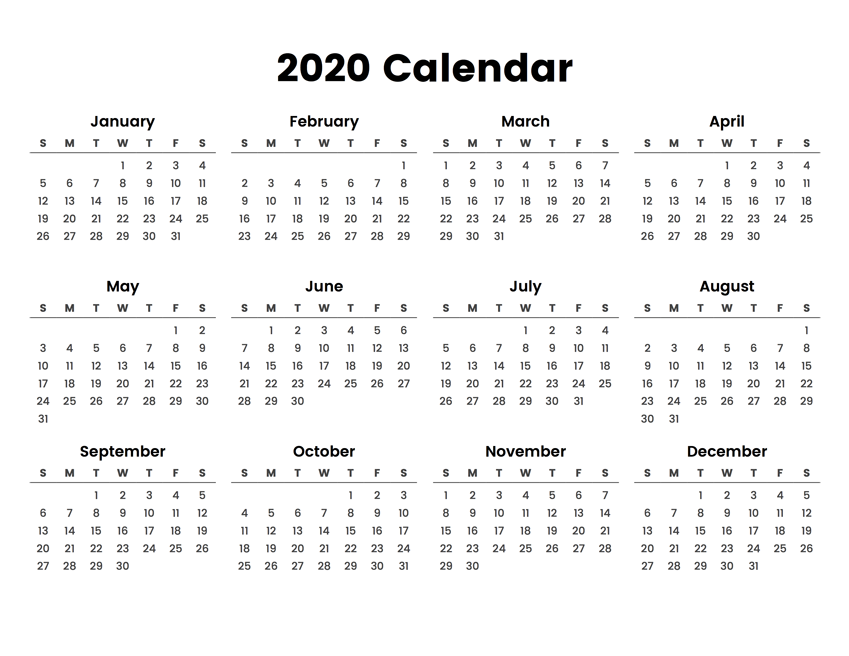 2020 Calendar
January
S M T W T F S
1 2 3 4
5 6 7 8 9 10 11
12 13 14 15 16 17 18
19 20 21 22 23 24 25
26 27 28 29 30 31
February
S M T W T F S
1
2 3 4 5 6 7 8
9 10 11 12 13 14 15
16 17 18 19 20 21 22
23 24 25 26 27 28 29
March
S M T W T F S
1 2 3 4 5 6 7
8 9 10 11 12 13 14
15 16 17 18 19 20 21
22 23 24 25 26 27 28
29 30 31
April
S M T W T F S
1 2 3 4
5 6 7 8 9 10 11
12 13 14 15 16 17 18
19 20 21 22 23 24 25
26 27 28 29 30
May
S M T W T F S
1 2
3 4 5 6 7 8 9
10 11 12 13 14 15 16
17 18 19 20 21 22 23
24 25 26 27 28 29 30
31
June
S M T W T F S
1 2 3 4 5 6
7 8 9 10 11 12 13
14 15 16 17 18 19 20
21 22 23 24 25 26 27
28 29 30
July
S M T W T F S
1 2 3 4
5 6 7 8 9 10 11
12 13 14 15 16 17 18
19 20 21 22 23 24 25
26 27 28 29 30 31
August
S M T W T F S
1
2 3 4 5 6 7 8
9 10 11 12 13 14 15
16 17 18 19 20 21 22
23 24 25 26 27 28 29
30 31
September
S M T W T F S
1 2 3 4 5
6 7 8 9 10 11 12
13 14 15 16 17 18 19
20 21 22 23 24 25 26
27 28 29 30
October
S M T W T F S
1 2 3
4 5 6 7 8 9 10
11 12 13 14 15 16 17
18 19 20 21 22 23 24
25 26 27 28 29 30 31
November
S M T W T F S
1 2 3 4 5 6 7
8 9 10 11 12 13 14
15 16 17 18 19 20 21
22 23 24 25 26 27 28
29 30
December
S M T W T F S
1 2 3 4 5
6 7 8 9 10 11 12
13 14 15 16 17 18 19
20 21 22 23 24 25 26
27 28 29 30 31